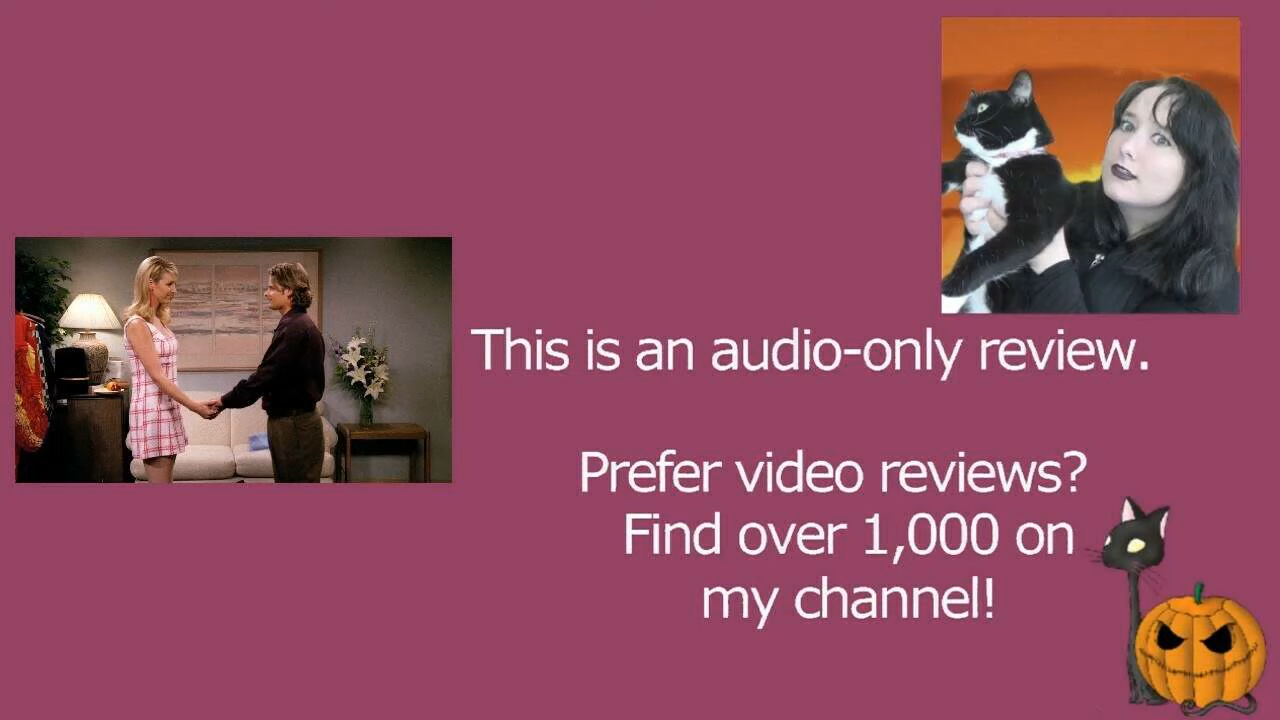 This is an audio-only review.
Prefer video reviews?
Find over 1,000 on
my channel!